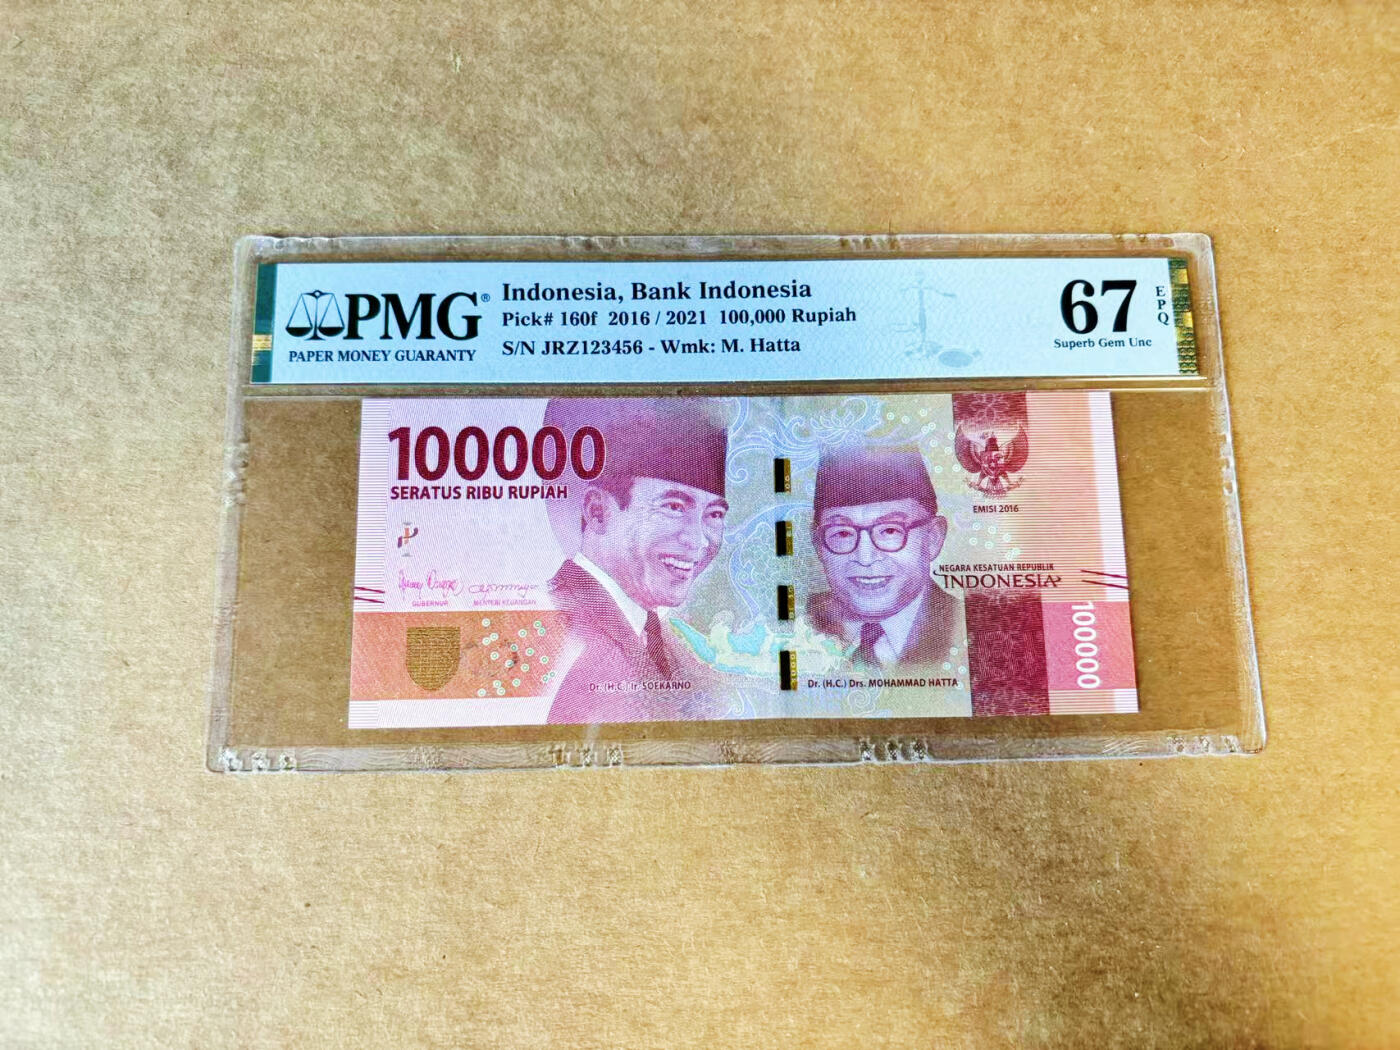 PMG®
PAPER MONEY GUARANTY
Indonesia, Bank Indonesia
Pick# 160f 2016 / 2021 100,000 Rupiah
S/N JRZ123456 - Wmk: M. Hatta
67
EPQ
Superb Gem Unc
100000
SERATUS RIBU RUPIAH
EMISI 2016
NEGARA KESATUAN REPUBLIK
INDONESIA
GUBERNUR
MENTERI KEUANGAN
100000
Dr. (H.C.) Ir. SOEKARNO
Dr. (H.C.) Drs. MOHAMMAD HATTA